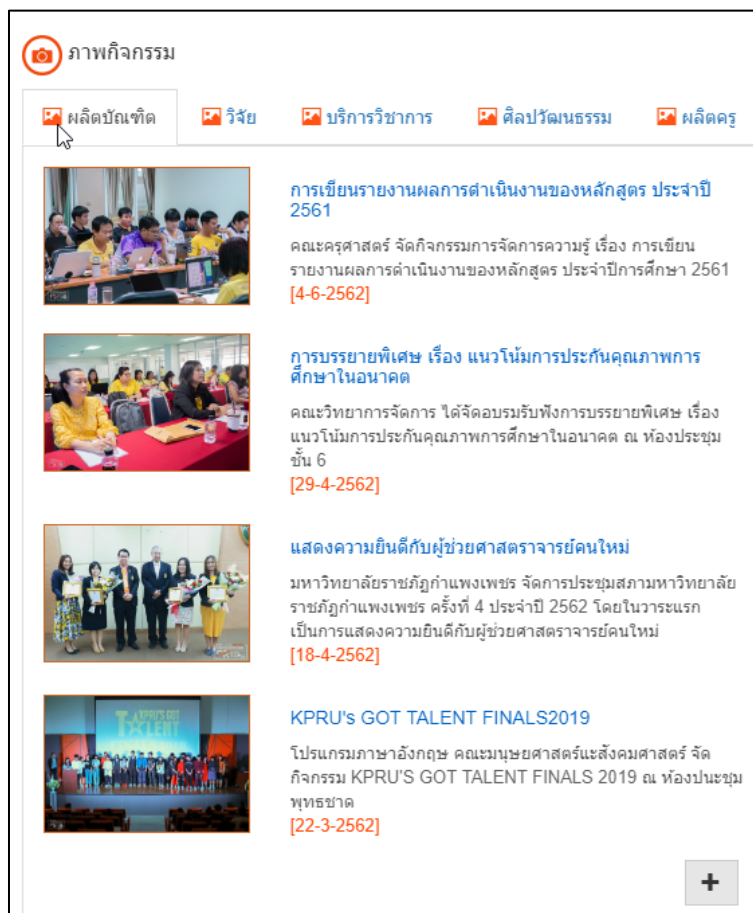 ภาพกิจกรรม
ผลิตบัณฑิต วิจัย บริการวิชาการ ศิลปวัฒนธรรม ผลิตครู
การเขียนรายงานผลการดำเนินงานของหลักสูตร ประจำปี
2561
คณะครุศาสตร์ จัดกิจกรรมการจัดการความรู้ เรื่อง การเขียน
รายงานผลการดำเนินงานของหลักสูตร ประจำปีการศึกษา 2561
[4-6-2562]
การบรรยายพิเศษ เรื่อง แนวโน้มการประกันคุณภาพการ
ศึกษาในอนาคต
คณะวิทยาการจัดการ ได้จัดอบรมรับฟังการบรรยายพิเศษ เรื่อง
แนวโน้มการประกันคุณภาพการศึกษาในอนาคต ณ ห้องประชุม
ชั้น 6
[29-4-2562]
แสดงความยินดีกับผู้ช่วยศาสตราจารย์คนใหม่
มหาวิทยาลัยราชภัฏกำแพงเพชร จัดการประชุมสภามหาวิทยาลัย
ราชภัฏกำแพงเพชร ครั้งที่ 4 ประจำปี 2562 โดยในวาระแรก
เป็นการแสดงความยินดีกับผู้ช่วยศาสตราจารย์คนใหม่
[18-4-2562]
KPRU'S GOT
TALENT
KPRU's GOT TALENT FINALS2019
โปรแกรมภาษาอังกฤษ คณะมนุษยศาสตร์และสังคมศาสตร์ จัด
กิจกรรม KPRU'S GOT TALENT FINALS 2019 ณ ห้องปนะชุม
พุทธชาด
[22-3-2562]
+